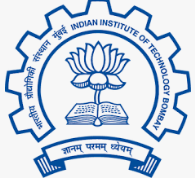 भारतीय प्रौद्योगिकी संस्थान मुंबई
INDIAN INSTITUTE OF TECHNOLOGY BOMBAY
ज्ञानम् परमम् ध्येयम्